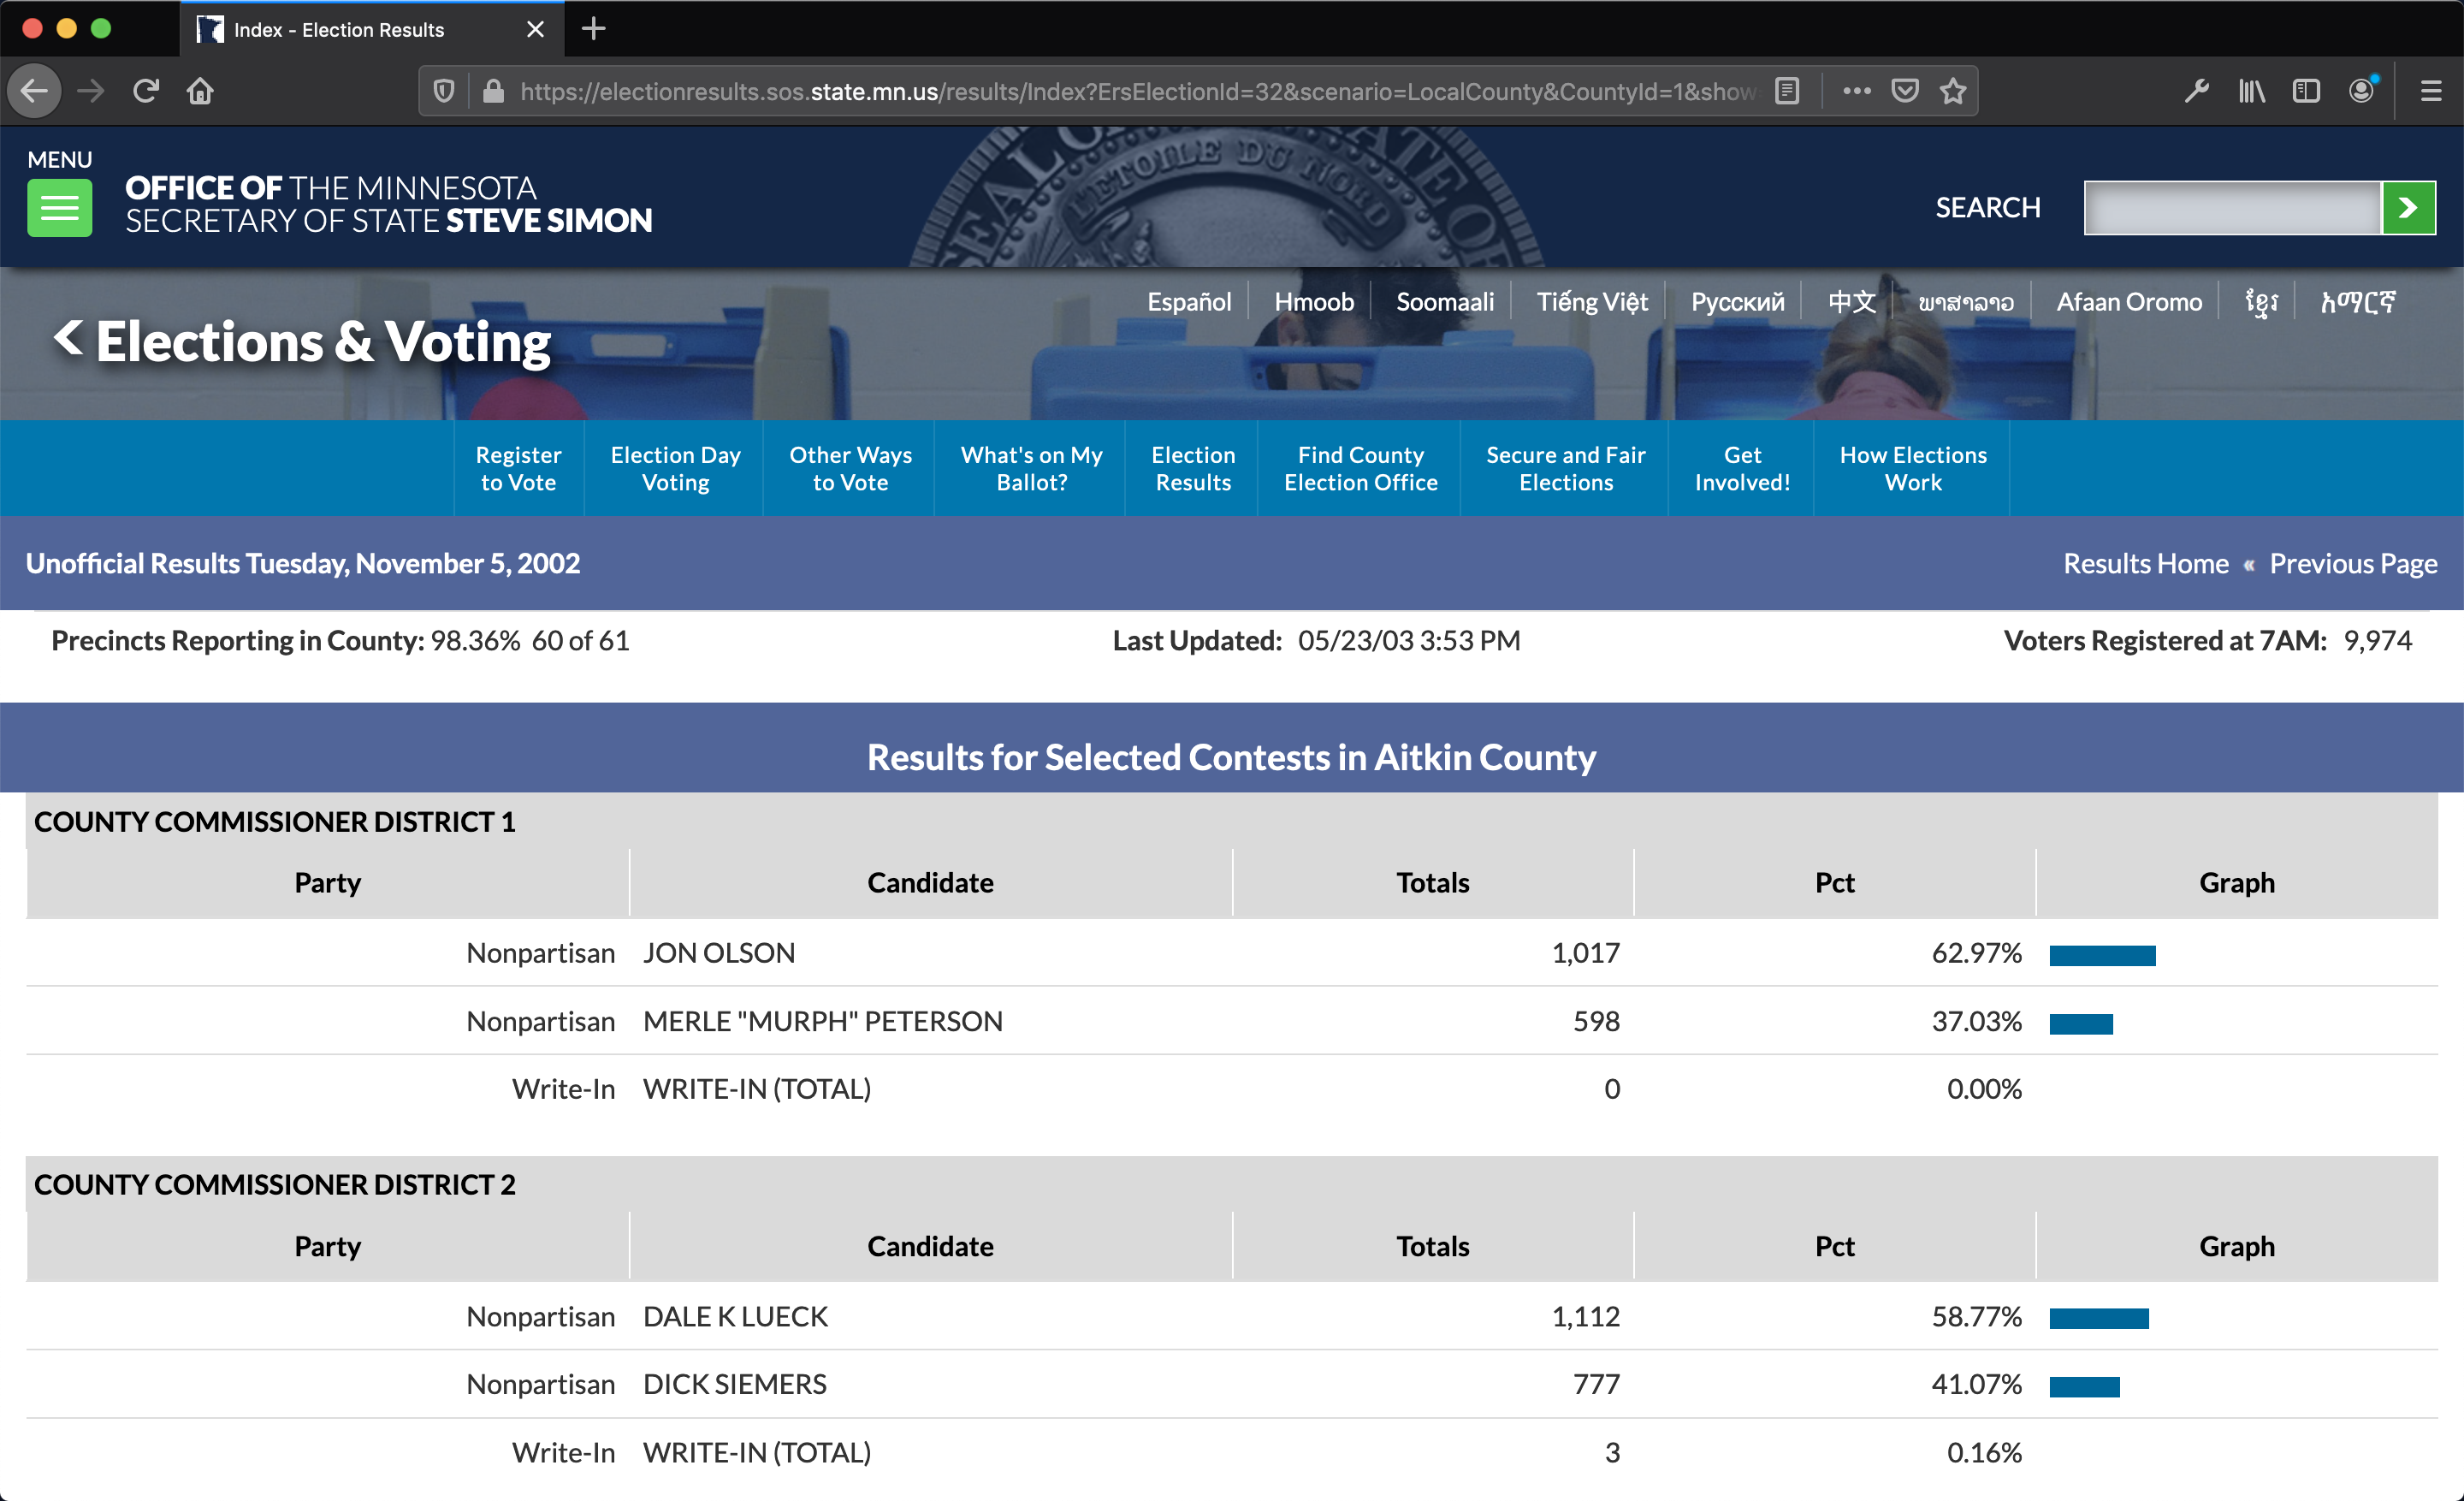 Index - Election Results
https://electionresults.sos.state.mn.us/results/Index?ErsElectionId=32&scenario=LocalCounty&CountyId=1&show
MENU
OFFICE OF THE MINNESOTA
SECRETARY OF STATE STEVE SIMON
SEAL OF STATE OF
L'ETOILE DU NORD
SEARCH
Español Hmoob Soomaali Tiếng Việt Русский 中文 ພາສາລາວ Afaan Oromo ខ្មែរ አማርኛ
Elections & Voting
Register to Vote
Election Day Voting
Other Ways to Vote
What's on My Ballot?
Election Results
Find County Election Office
Secure and Fair Elections
Get Involved!
How Elections Work
Unofficial Results Tuesday, November 5, 2002 Results Home « Previous Page
Precincts Reporting in County: 98.36% 60 of 61 Last Updated: 05/23/03 3:53 PM Voters Registered at 7AM: 9,974
Results for Selected Contests in Aitkin County
COUNTY COMMISSIONER DISTRICT 1
Party Candidate Totals Pct Graph
Nonpartisan JON OLSON 1,017 62.97%
Nonpartisan MERLE "MURPH" PETERSON 598 37.03%
Write-In WRITE-IN (TOTAL) 0 0.00%
COUNTY COMMISSIONER DISTRICT 2
Party Candidate Totals Pct Graph
Nonpartisan DALE K LUECK 1,112 58.77%
Nonpartisan DICK SIEMERS 777 41.07%
Write-In WRITE-IN (TOTAL) 3 0.16%